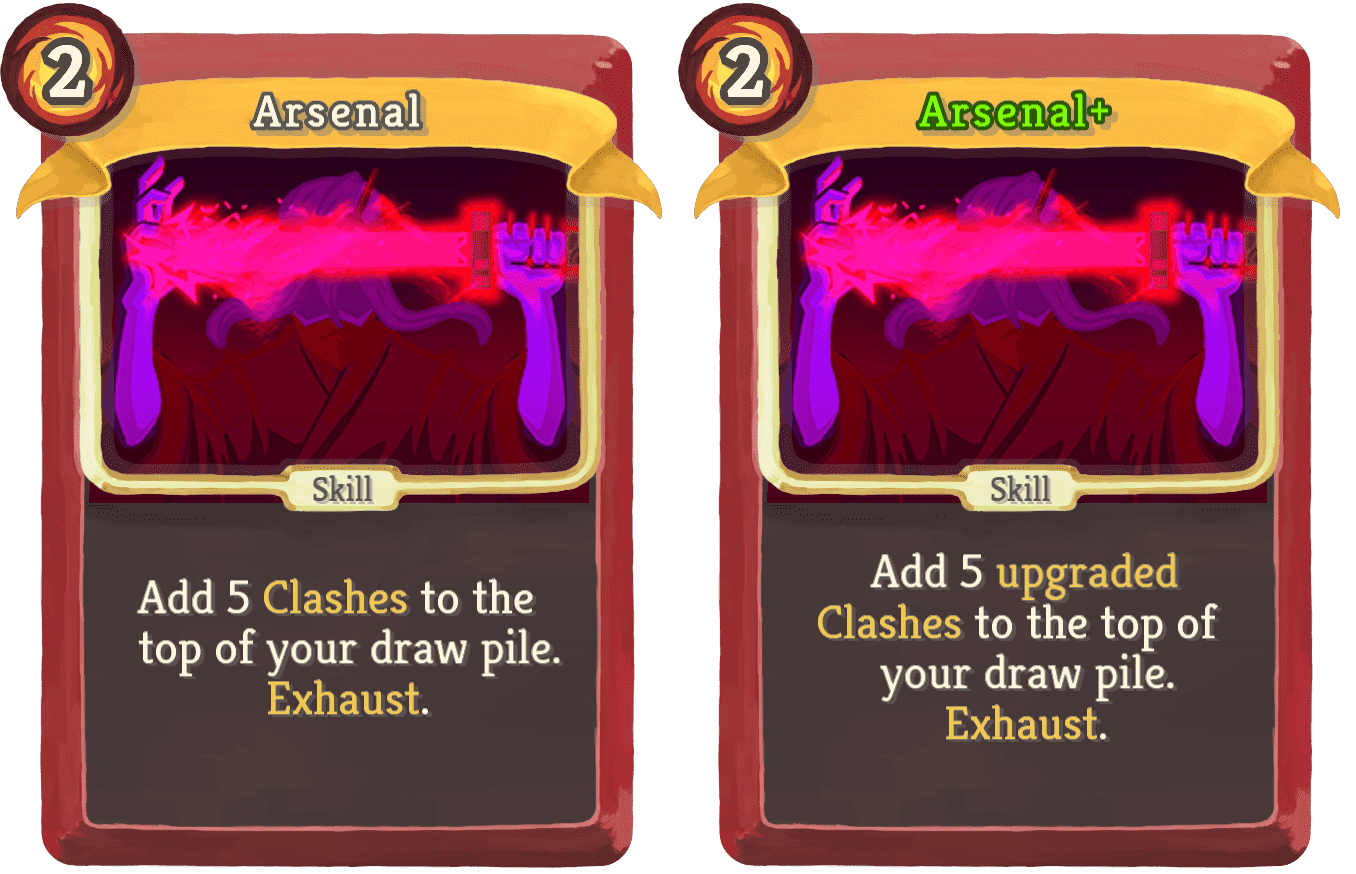 2
Arsenal
Skill
Add 5 Clashes to the
top of your draw pile.
Exhaust.
2
Arsenal+
Skill
Add 5 upgraded
Clashes to the top of
your draw pile.
Exhaust.